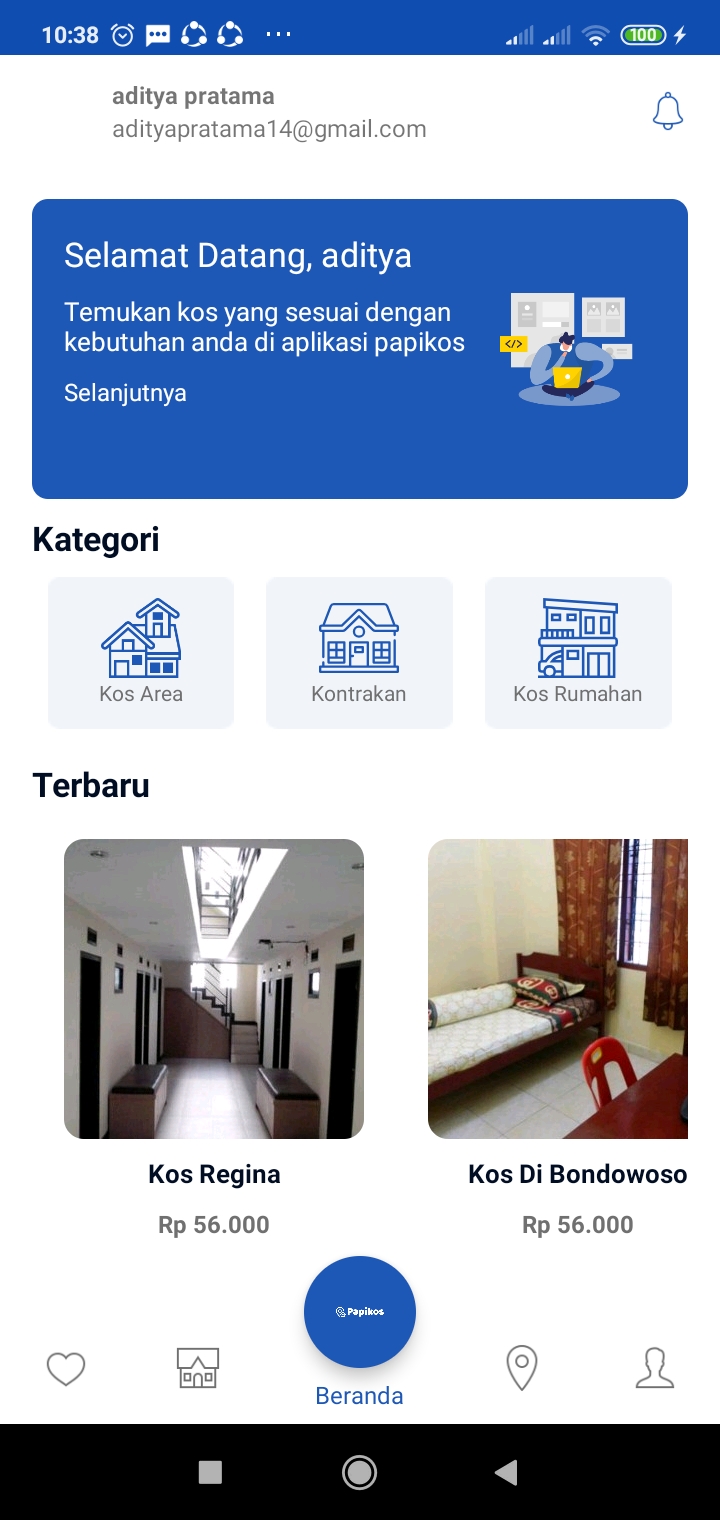 10:38
100
aditya pratama
adityapratama14@gmail.com
Selamat Datang, aditya
Temukan kos yang sesuai dengan
kebutuhan anda di aplikasi papikos
</>
Selanjutnya
Kategori
Kos Area
Kontrakan
Kos Rumahan
Terbaru
Kos Regina
Kos Di Bondowoso
Rp 56.000
Rp 56.000
Papikos
Beranda